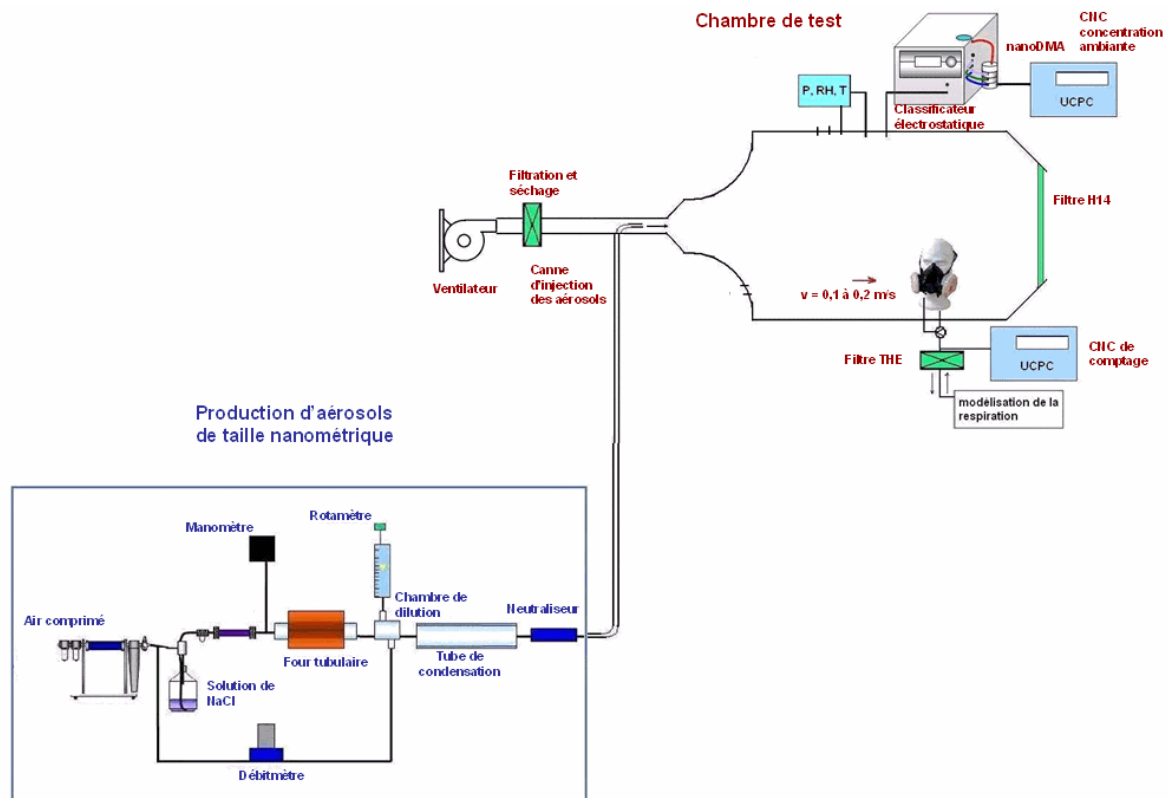 Chambre de test
CNC
concentration
ambiante
nanoDMA
UCPC
P, RH, T
Classificateur
électrostatique
Filtration et
séchage
Filtre H14
Ventilateur
Canne
d'injection
des aérosols
v = 0,1 à 0,2 m/s
Filtre THE
UCPC
CNC de
comptage
modélisation de la
respiration
Production d'aérosols
de taille nanométrique
Manomètre
Rotamètre
Air comprimé
Chambre de
dilution
Neutraliseur
Four tubulaire
Tube de
condensation
Solution de
NaCl
Débitmètre